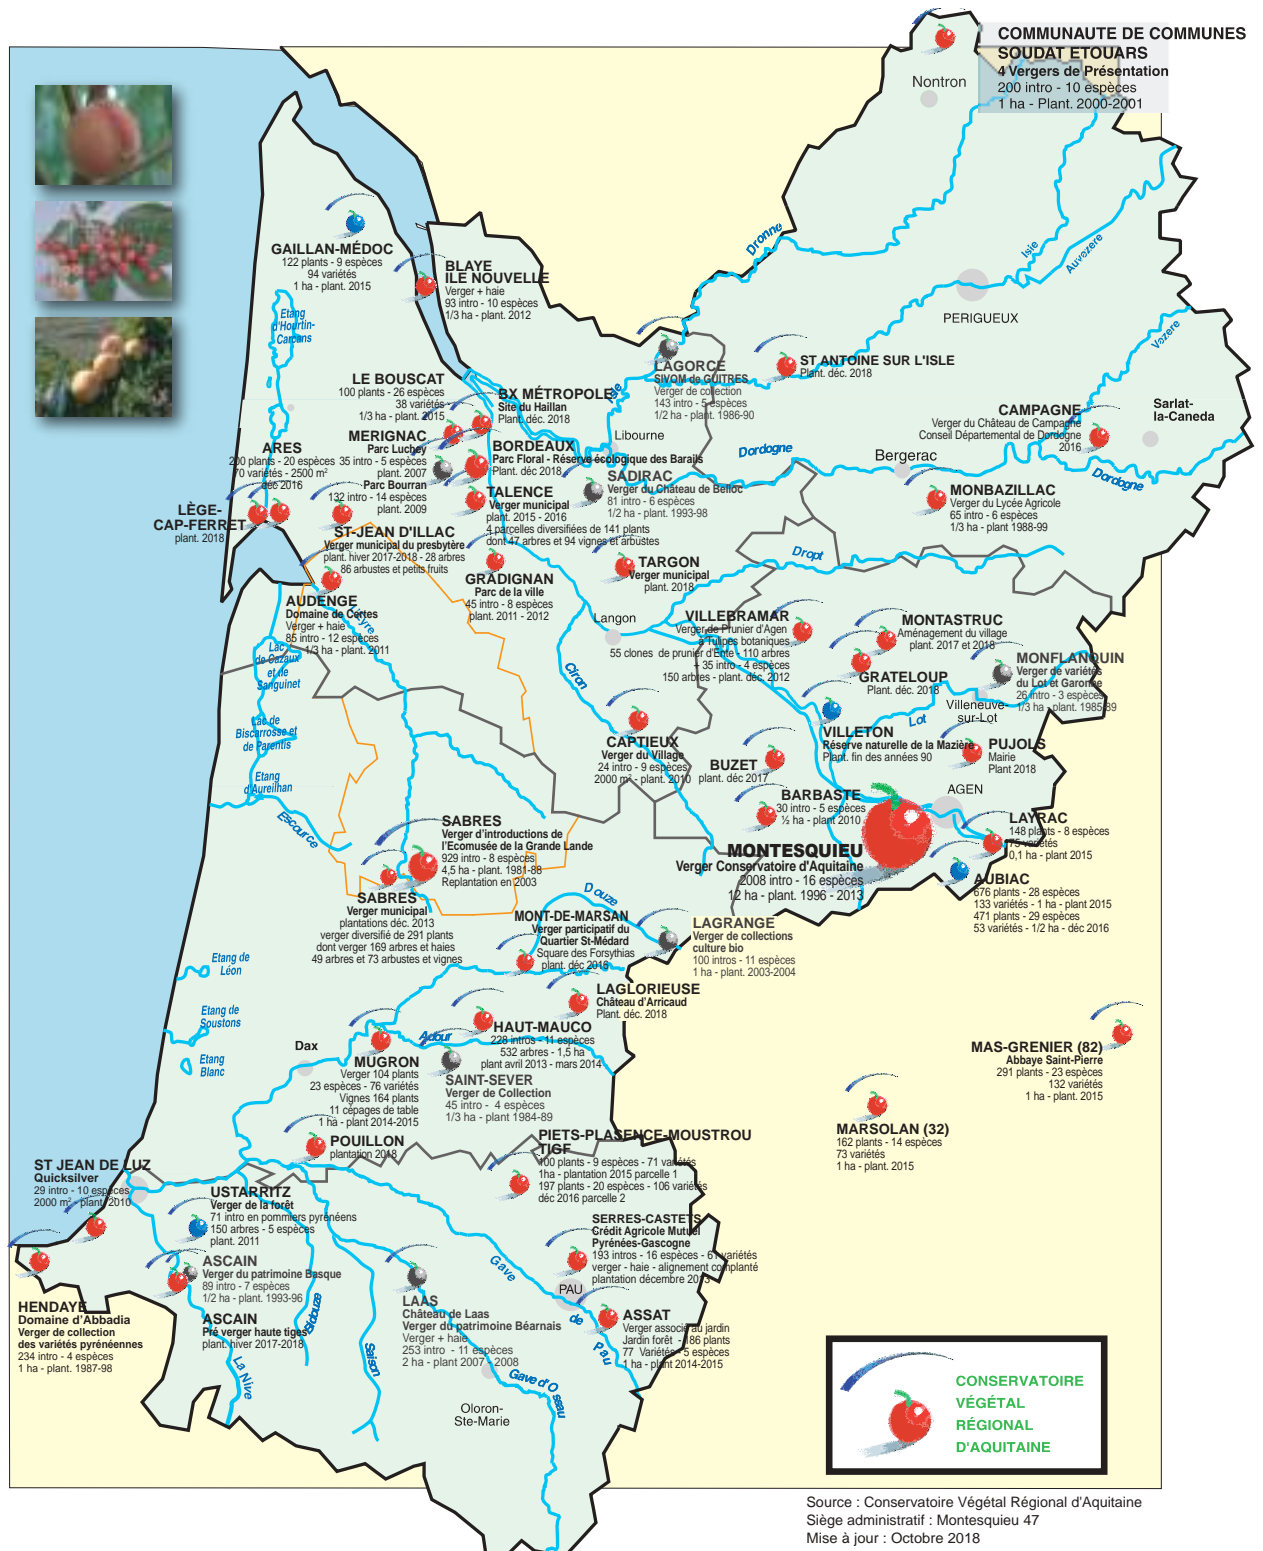 COMMUNAUTE DE COMMUNES
SOUDAT ETOUARS
4 Vergers de Présentation
200 intro - 10 espèces
1 ha - Plant. 2000-2001
Nontron
Dronne
Isle
Auvezere
PERIGUEUX
Vezere
GAILLAN-MÉDOC
122 plants - 9 espèces
94 variétés
1 ha - plant. 2015
BLAYE
ILE NOUVELLE
Verger + haie
93 intro - 10 espèces
1/3 ha - plant. 2012
Etang
d'Hourtin-
Carcans
LAGORCE
SIVOM de GUITRES
Verger de collection
143 intro - 5 espèces
1/2 ha - plant. 1986-90
ST ANTOINE SUR L'ISLE
Plant. déc. 2018
LE BOUSCAT
100 plants - 26 espèces
38 variétés
1/3 ha - plant. 2015
BX MÉTROPOLE
Site du Haillan
Plant. déc. 2018
Isle
CAMPAGNE
Verger du Château de Campagne
Conseil Départemental de Dordogne
2016
Sarlat-
la-Caneda
MERIGNAC
Parc Luchey
35 intro - 5 espèces
plant. 2007
Parc Bourran
132 intro - 14 espèces
plant. 2009
BORDEAUX
Parc Floral - Réserve écologique des Barails
Plant. déc 2018
Libourne
Dordogne
Bergerac
Dordogne
ARES
200 plants - 20 espèces
70 variétés - 2500 m²
déc 2016
SADIRAC
Verger du Château de Belloc
81 intro - 6 espèces
1/2 ha - plant. 1993-98
MONBAZILLAC
Verger du Lycée Agricole
65 intro - 6 espèces
1/3 ha - plant 1988-99
TALENCE
Verger municipal
plant. 2015 - 2016
4 parcelles diversifiées de 141 plants
dont 47 arbres et 94 vignes et arbustes
LÈGE-
CAP-FERRET
plant. 2018
ST-JEAN D'ILLAC
Verger municipal du presbytère
plant. hiver 2017-2018 - 28 arbres
86 arbustes et petits fruits
Dropt
TARGON
Verger municipal
plant. 2018
GRADIGNAN
Parc de la ville
45 intro - 8 espèces
plant. 2011 - 2012
AUDENGE
Domaine de Certes
Verger + haie
85 intro - 12 espèces
1/3 ha - plant. 2011
L'Eyre
Langon
VILLEBRAMAR
Verger de Prunier d'Agen
à Tulipes botaniques
55 clones de prunier d'Ente - 110 arbres
+ 35 intro - 4 espèces
150 arbres - plant. déc. 2012
MONTASTRUC
Aménagement du village
plant. 2017 et 2018
GRATELOUP
Plant. déc. 2018
MONFLANQUIN
Verger de variétés
du Lot et Garonne
26 intro - 3 espèces
1/3 ha - plant. 1985-89
Lac
de Cazaux
et de
Sanguinet
Ciron
Villeneuve-
sur-Lot
Lot
Lac de
Biscarrosse et
de Parentis
CAPTIEUX
Verger du Village
24 intro - 9 espèces
2000 m² - plant. 2010
VILLETON
Réserve naturelle de la Mazière
Plant. fin des années 90
BUZET
plant. déc 2017
PUJOLS
Mairie
Plant 2018
Etang
d'Aureilhan
BARBASTE
30 intro - 5 espèces
½ ha - plant 2010
AGEN
Escource
SABRES
Verger d'introductions de
l'Ecomusée de la Grande Lande
929 intro - 8 espèces
4,5 ha - plant. 1981-88
Replantation en 2003
LAYRAC
148 plants - 8 espèces
75 variétés
0,1 ha - plant 2015
MONTESQUIEU
Verger Conservatoire d'Aquitaine
2008 intro - 16 espèces
12 ha - plant. 1996 - 2013
AUBIAC
676 plants - 28 espèces
133 variétés - 1 ha - plant 2015
471 plants - 29 espèces
53 variétés - 1/2 ha - déc 2016
SABRES
Verger municipal
plantations déc. 2013
verger diversifié de 291 plants
dont verger 169 arbres et haies
49 arbres et 73 arbustes et vignes
Douze
MONT-DE-MARSAN
Verger participatif du
Quartier St-Médard
Square des Forsythias
plant. déc 2016
LAGRANGE
Verger de collections
culture bio
100 intros - 11 espèces
1 ha - plant. 2003-2004
Etang de
Léon
Etang de
Soustons
Etang
Blanc
LAGLORIEUSE
Château d'Arricaud
Plant. déc. 2018
Adour
HAUT-MAUCO
228 intros - 11 espèces
532 arbres - 1,5 ha
plant avril 2013 - mars 2014
Dax
MUGRON
Verger 104 plants
23 espèces - 76 variétés
Vignes 164 plants
11 cépages de table
1 ha - plant 2014-2015
SAINT-SEVER
Verger de Collection
45 intro - 4 espèces
1/3 ha - plant 1984-89
MAS-GRENIER (82)
Abbaye Saint-Pierre
291 plants - 23 espèces
132 variétés
1 ha - plant. 2015
MARSOLAN (32)
162 plants - 14 espèces
73 variétés
1 ha - plant. 2015
POUILLON
plantation 2018
PIETS-PLASENCE-MOUSTROU
TIGF
100 plants - 9 espèces - 71 variétés
1ha - plantation 2015 parcelle 1
197 plants - 20 espèces - 106 variétés
déc 2016 parcelle 2
ST JEAN DE LUZ
Quicksilver
29 intro - 10 espèces
2000 m² - plant. 2010
USTARRITZ
Verger de la forêt
71 intro en pommiers pyrénéens
150 arbres - 5 espèces
plant. 2011
SERRES-CASTETS
Crédit Agricole Mutuel
Pyrénées-Gascogne
193 intros - 16 espèces - 61 variétés
verger - haie - alignement complanté
plantation décembre 2013
ASCAIN
Verger du patrimoine Basque
89 intro - 7 espèces
1/2 ha - plant. 1993-96
Gave
de
Pau
PAU
HENDAYE
Domaine d'Abbadia
Verger de collection
des variétés pyrénéennes
234 intro - 4 espèces
1 ha - plant. 1987-98
ASCAIN
Pré verger haute tiges
plant. hiver 2017-2018
Bidouze
Saison
La Nive
LAAS
Château de Laas
Verger du patrimoine Béarnais
Verger + haie
253 intro - 11 espèces
2 ha - plant 2007 - 2008
ASSAT
Verger associé au jardin
Jardin forêt - 186 plants
77 Variétés - 5 espèces
1 ha - plant 2014-2015
Gave d'Ossau
Oloron-
Ste-Marie
CONSERVATOIRE
VÉGÉTAL
RÉGIONAL
D'AQUITAINE
Source : Conservatoire Végétal Régional d'Aquitaine
Siège administratif : Montesquieu 47
Mise à jour : Octobre 2018